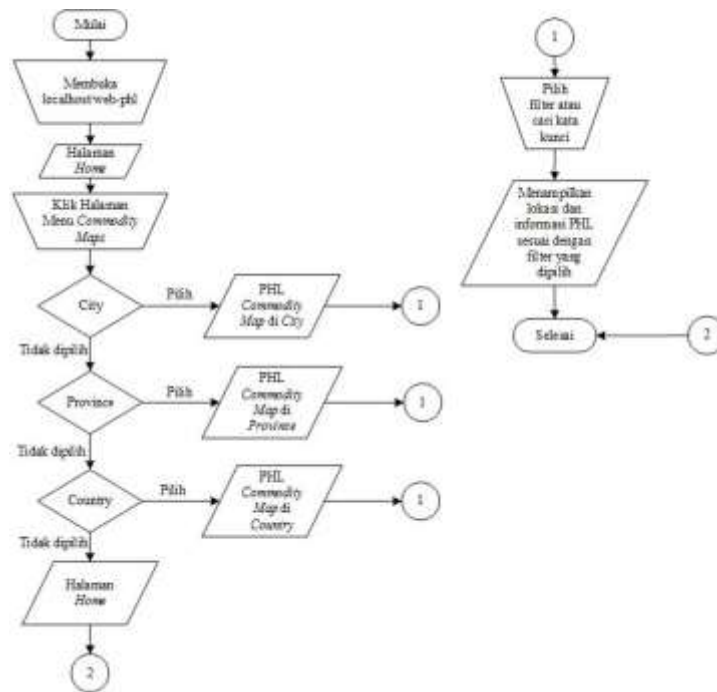 Mulai
Membuka
localhost/web-phl
Halaman
Home
Klik Halaman
Menu Commodity
Maps
City
Pilih
PHL
Commodity
Map di City
1
Tidak dipilih
Province
Pilih
PHL
Commodity
Map di
Province
1
Tidak dipilih
Country
Pilih
PHL
Commodity
Map di
Country
1
Tidak dipilih
Halaman
Home
2
1
Pilih
filter atau
cari kata
kunci
Menampilkan
lokasi dan
informasi PHL
sesuai dengan
filter yang
dipilih
Selesai
2